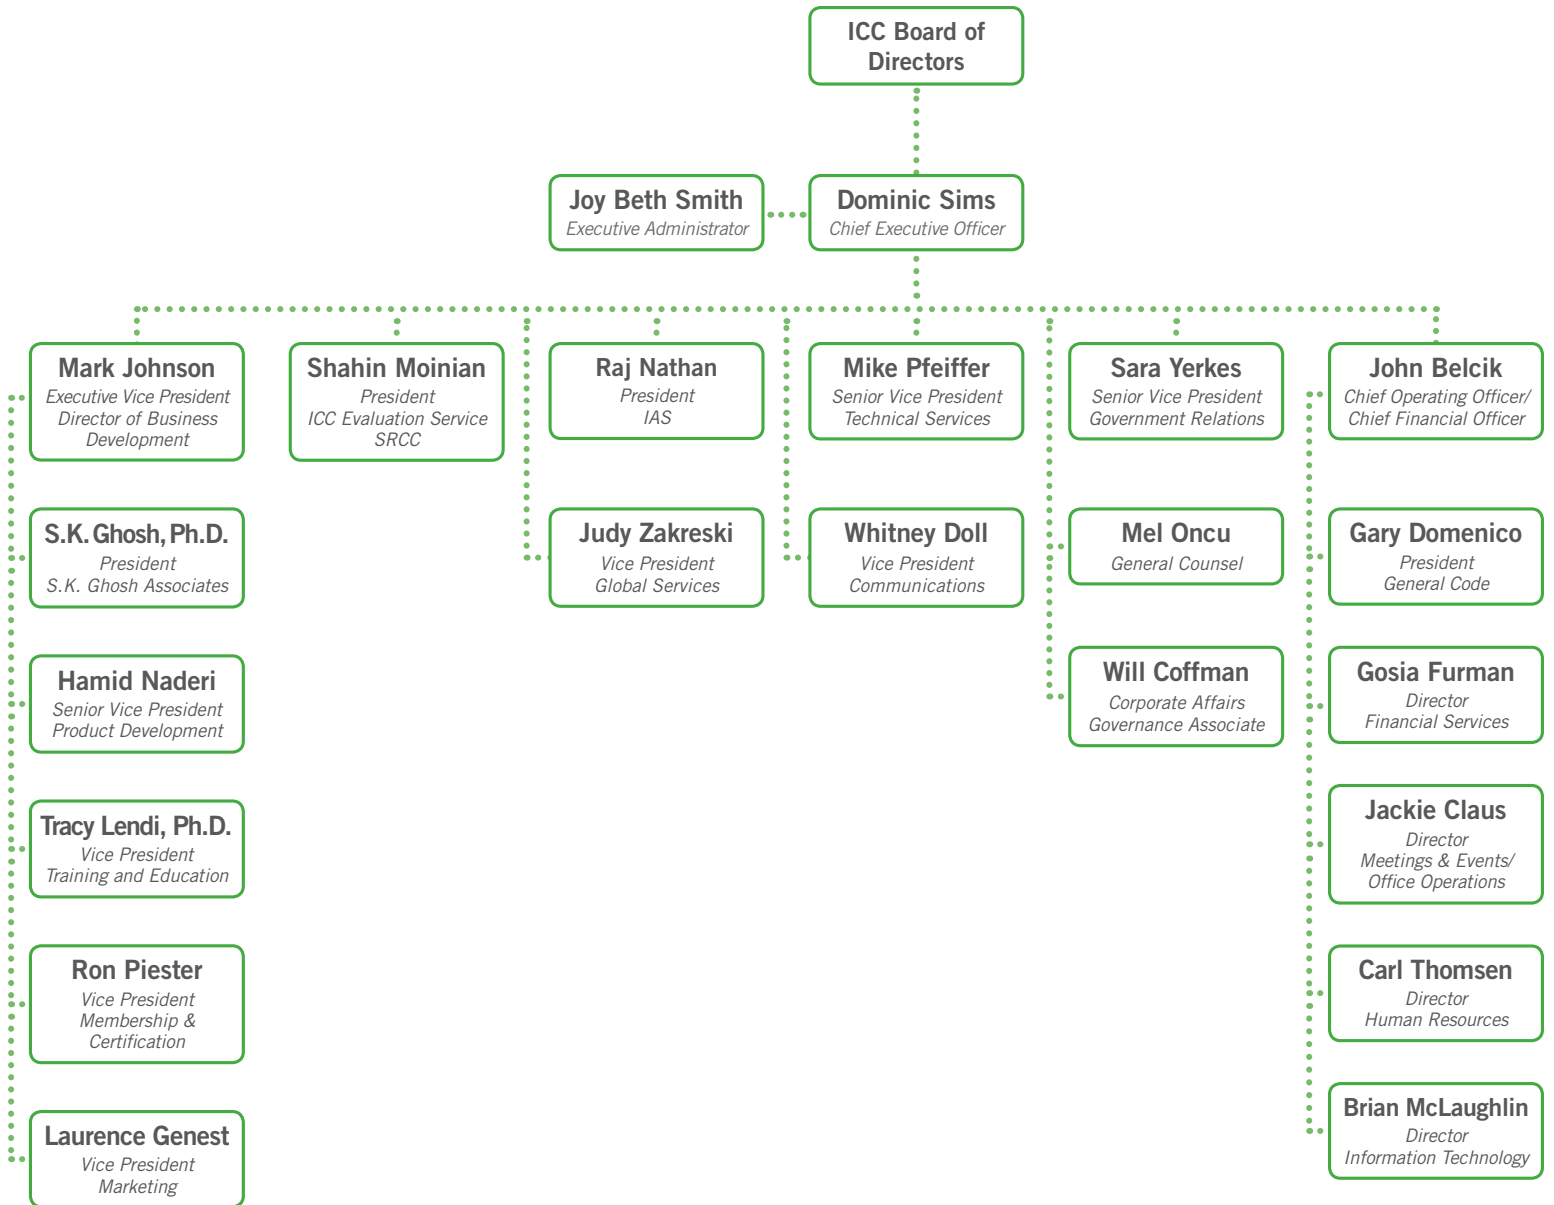 ICC Board of
Directors
Joy Beth Smith
Executive Administrator
Dominic Sims
Chief Executive Officer
Mark Johnson
Executive Vice President
Director of Business
Development
Shahin Moinian
President
ICC Evaluation Service
SRCC
Raj Nathan
President
IAS
Mike Pfeiffer
Senior Vice President
Technical Services
Sara Yerkes
Senior Vice President
Government Relations
John Belcik
Chief Operating Officer/
Chief Financial Officer
S.K. Ghosh, Ph.D.
President
S.K. Ghosh Associates
Judy Zakreski
Vice President
Global Services
Whitney Doll
Vice President
Communications
Mel Oncu
General Counsel
Gary Domenico
President
General Code
Hamid Naderi
Senior Vice President
Product Development
Will Coffman
Corporate Affairs
Governance Associate
Gosia Furman
Director
Financial Services
Tracy Lendi, Ph.D.
Vice President
Training and Education
Jackie Claus
Director
Meetings & Events/
Office Operations
Ron Piester
Vice President
Membership &
Certification
Carl Thomsen
Director
Human Resources
Laurence Genest
Vice President
Marketing
Brian McLaughlin
Director
Information Technology